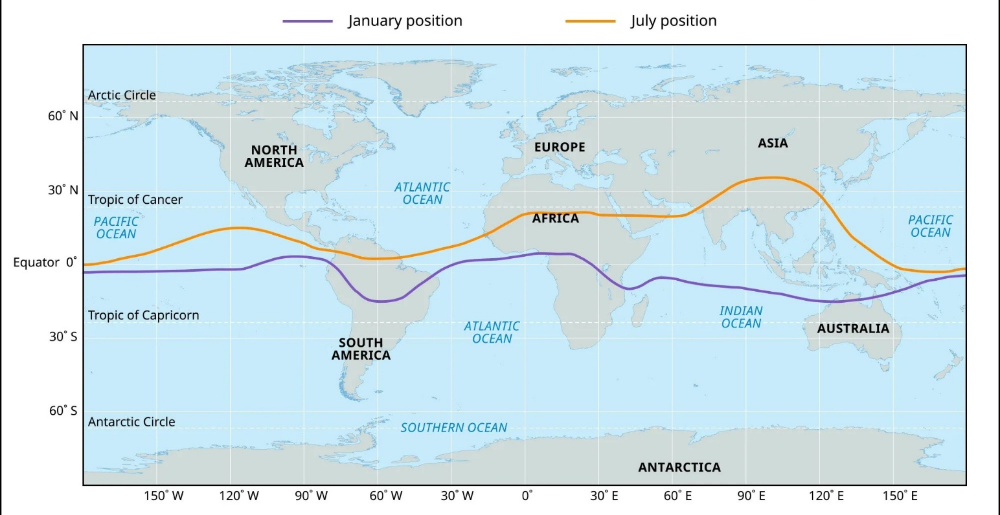 January position
July position
Arctic Circle
60° N
NORTH
AMERICA
EUROPE
ASIA
ATLANTIC
OCEAN
30° N
Tropic of Cancer
PACIFIC
OCEAN
AFRICA
PACIFIC
OCEAN
Equator 0°
Tropic of Capricorn
INDIAN
OCEAN
ATLANTIC
OCEAN
AUSTRALIA
30° S
SOUTH
AMERICA
60° S
Antarctic Circle
SOUTHERN OCEAN
ANTARCTICA
150° W
120° W
90° W
60° W
30° W
0°
30° E
60° E
90° E
120° E
150° E